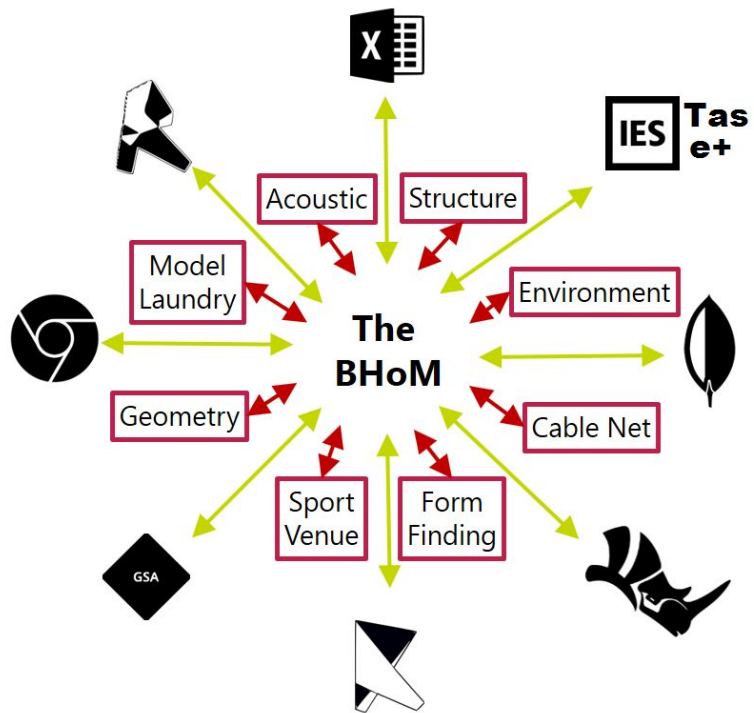 X
IES
Tas
e+
Acoustic
Structure
Model
Laundry
Environment
The
BHoM
Geometry
Cable Net
Sport
Venue
Form
Finding
GSA